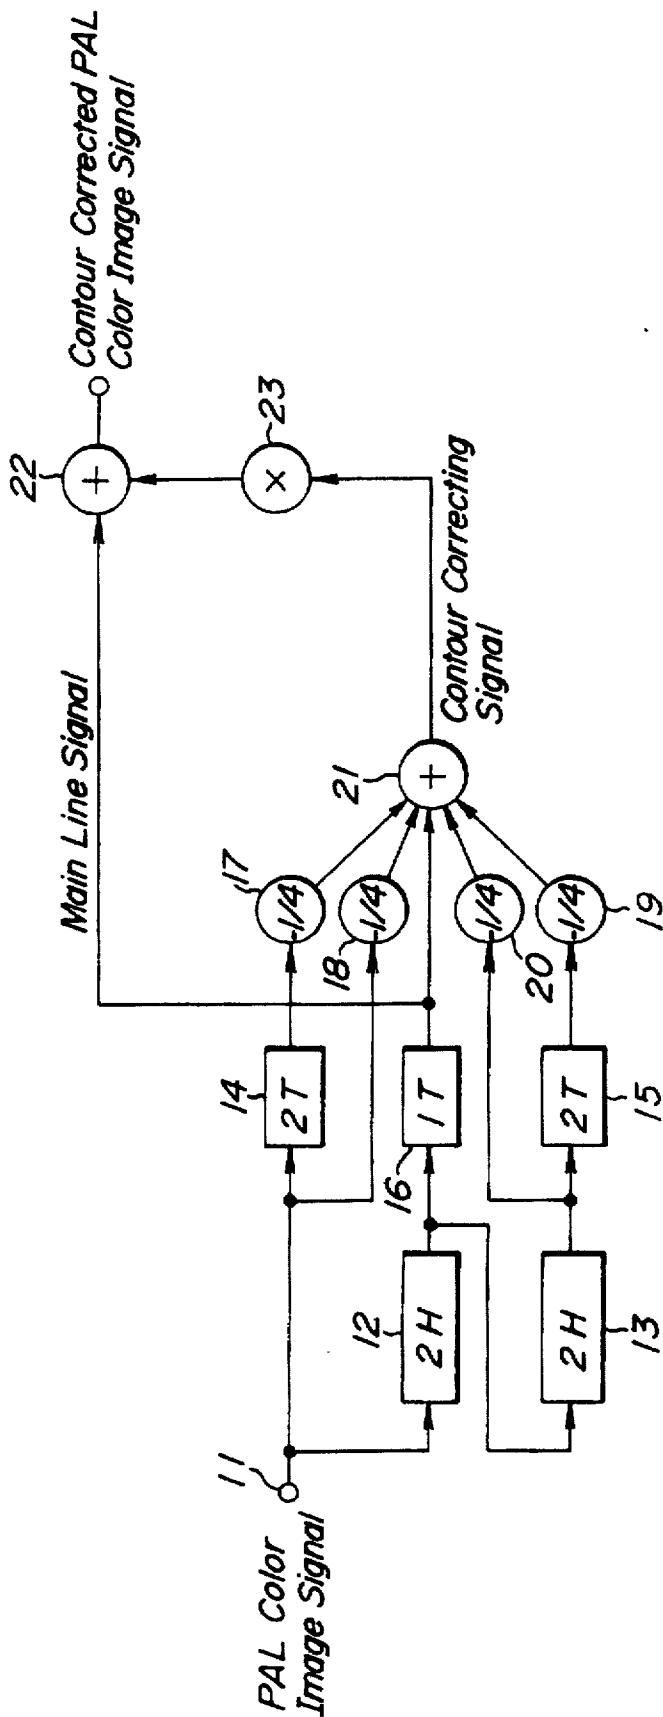 11
PAL Color
Image Signal
12
2H
13
2H
14
2T
16
1T
15
2T
17
-1/4
18
-1/4
20
-1/4
19
-1/4
Main Line Signal
21
+
Contour Correcting
Signal
22
+
23
×
Contour Corrected PAL
Color Image Signal